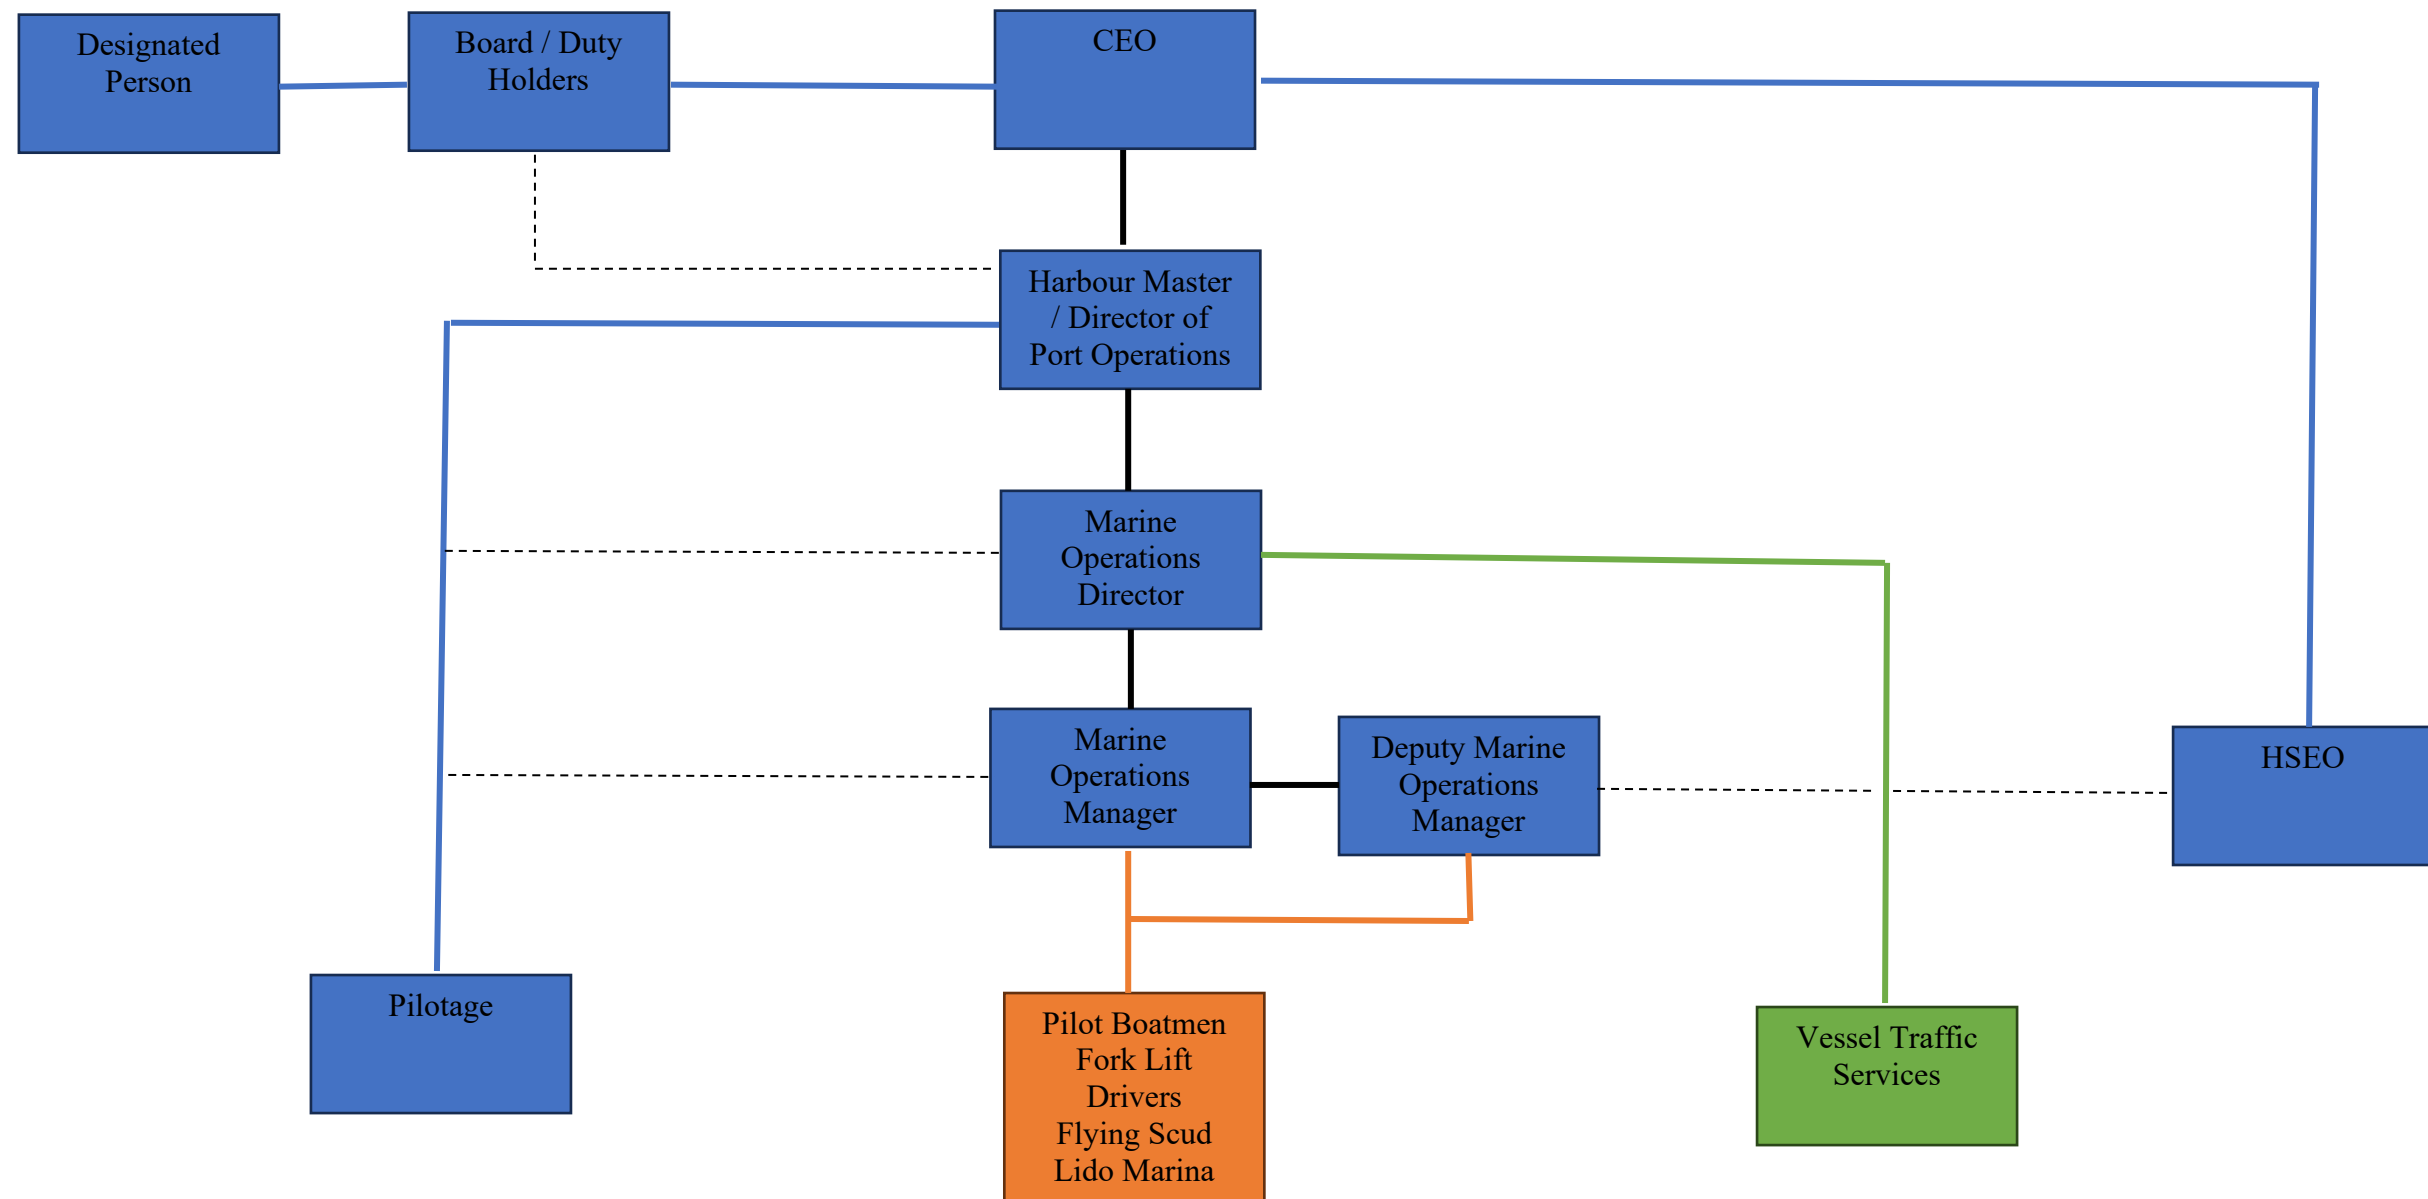 Designated
Person
Board / Duty
Holders
CEO
Harbour Master
/ Director of
Port Operations
Marine
Operations
Director
Marine
Operations
Manager
Deputy Marine
Operations
Manager
HSEO
Pilotage
Pilot Boatmen
Fork Lift
Drivers
Flying Scud
Lido Marina
Vessel Traffic
Services